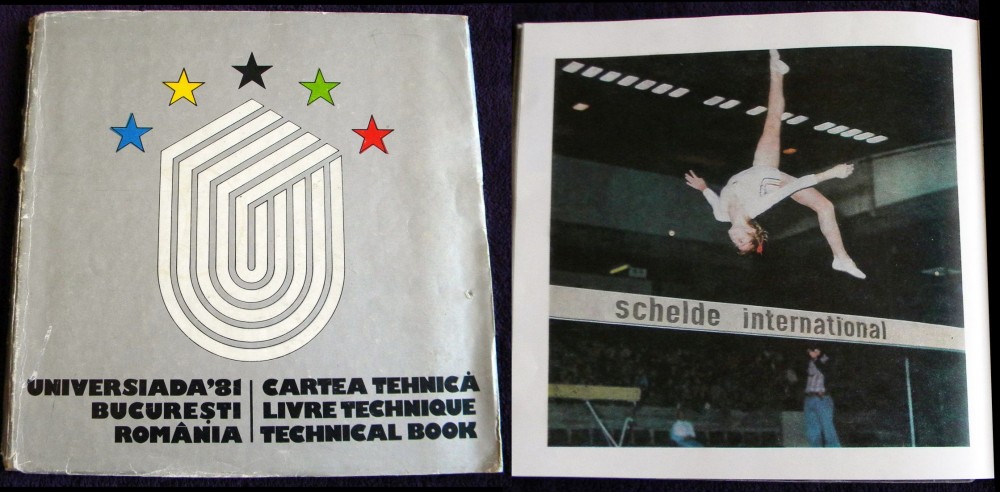 UNIVERSIADA'81
BUCUREȘTI
ROMÂNIA
CARTEA TEHNICĂ
LIVRE TECHNIQUE
TECHNICAL BOOK
schelde international